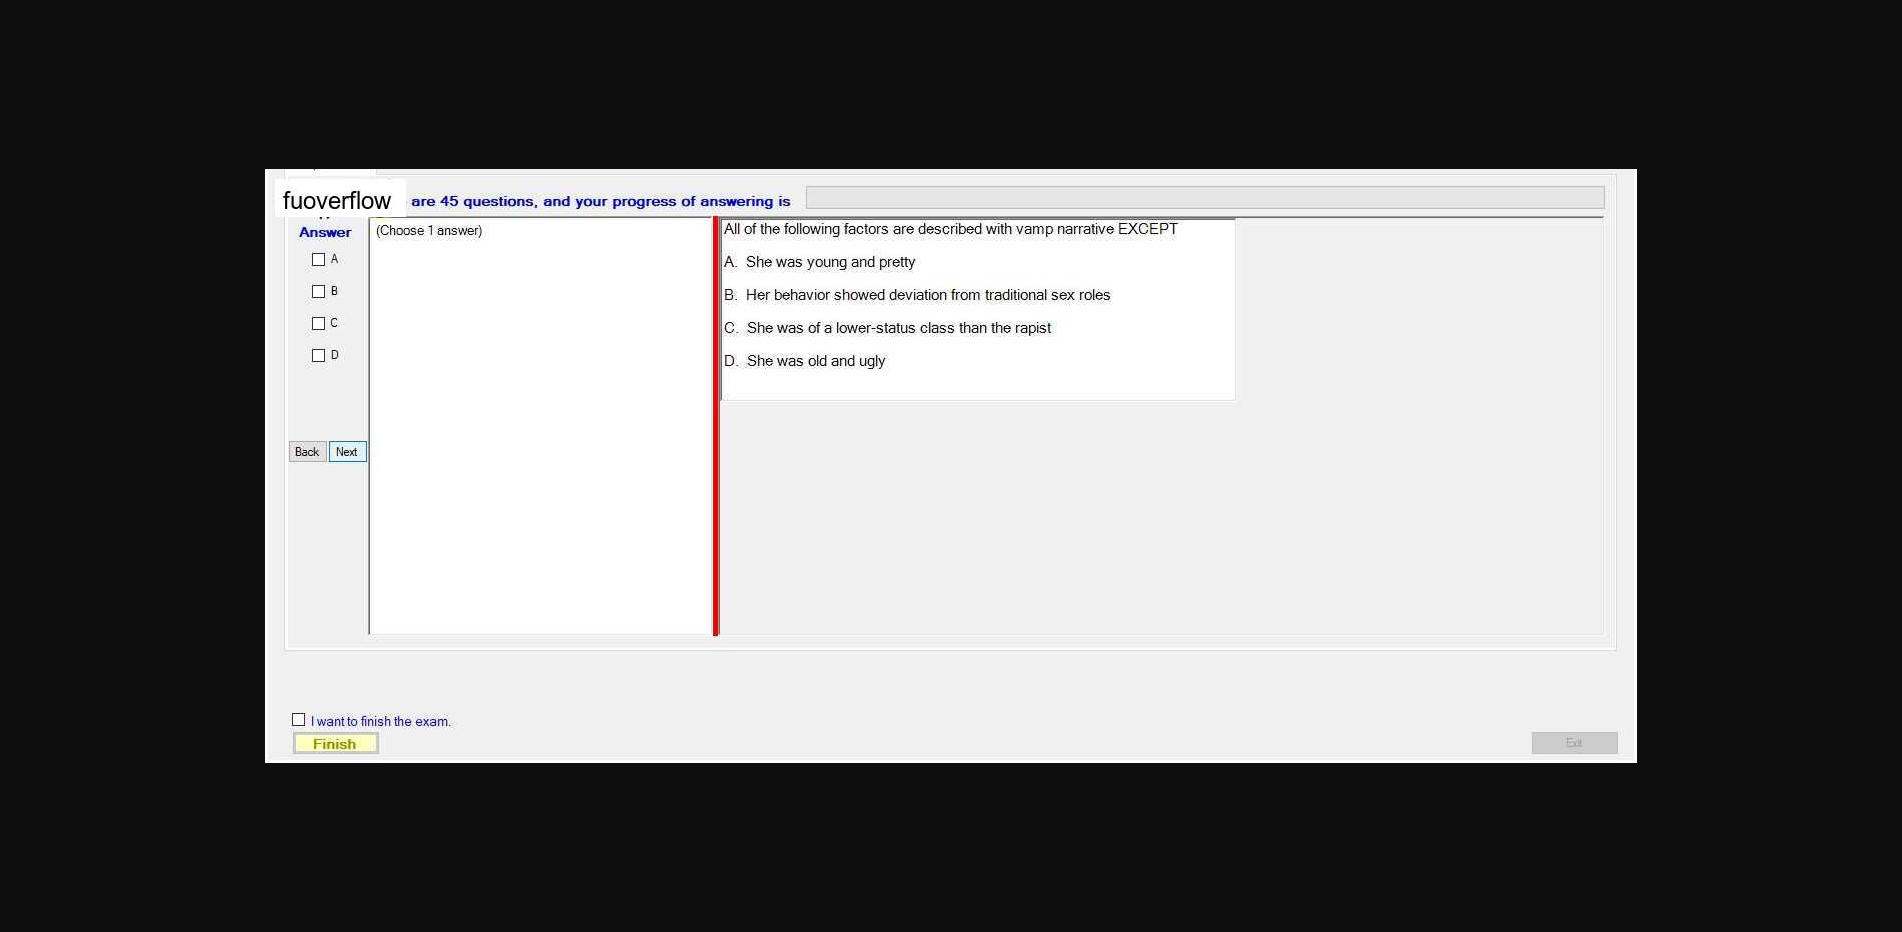 fuoverflow are 45 questions, and your progress of answering is
Answer
(Choose 1 answer)
A
B
C
D
Back Next
All of the following factors are described with vamp narrative EXCEPT
A. She was young and pretty
B. Her behavior showed deviation from traditional sex roles
C. She was of a lower-status class than the rapist
D. She was old and ugly
I want to finish the exam.
Finish
Exit